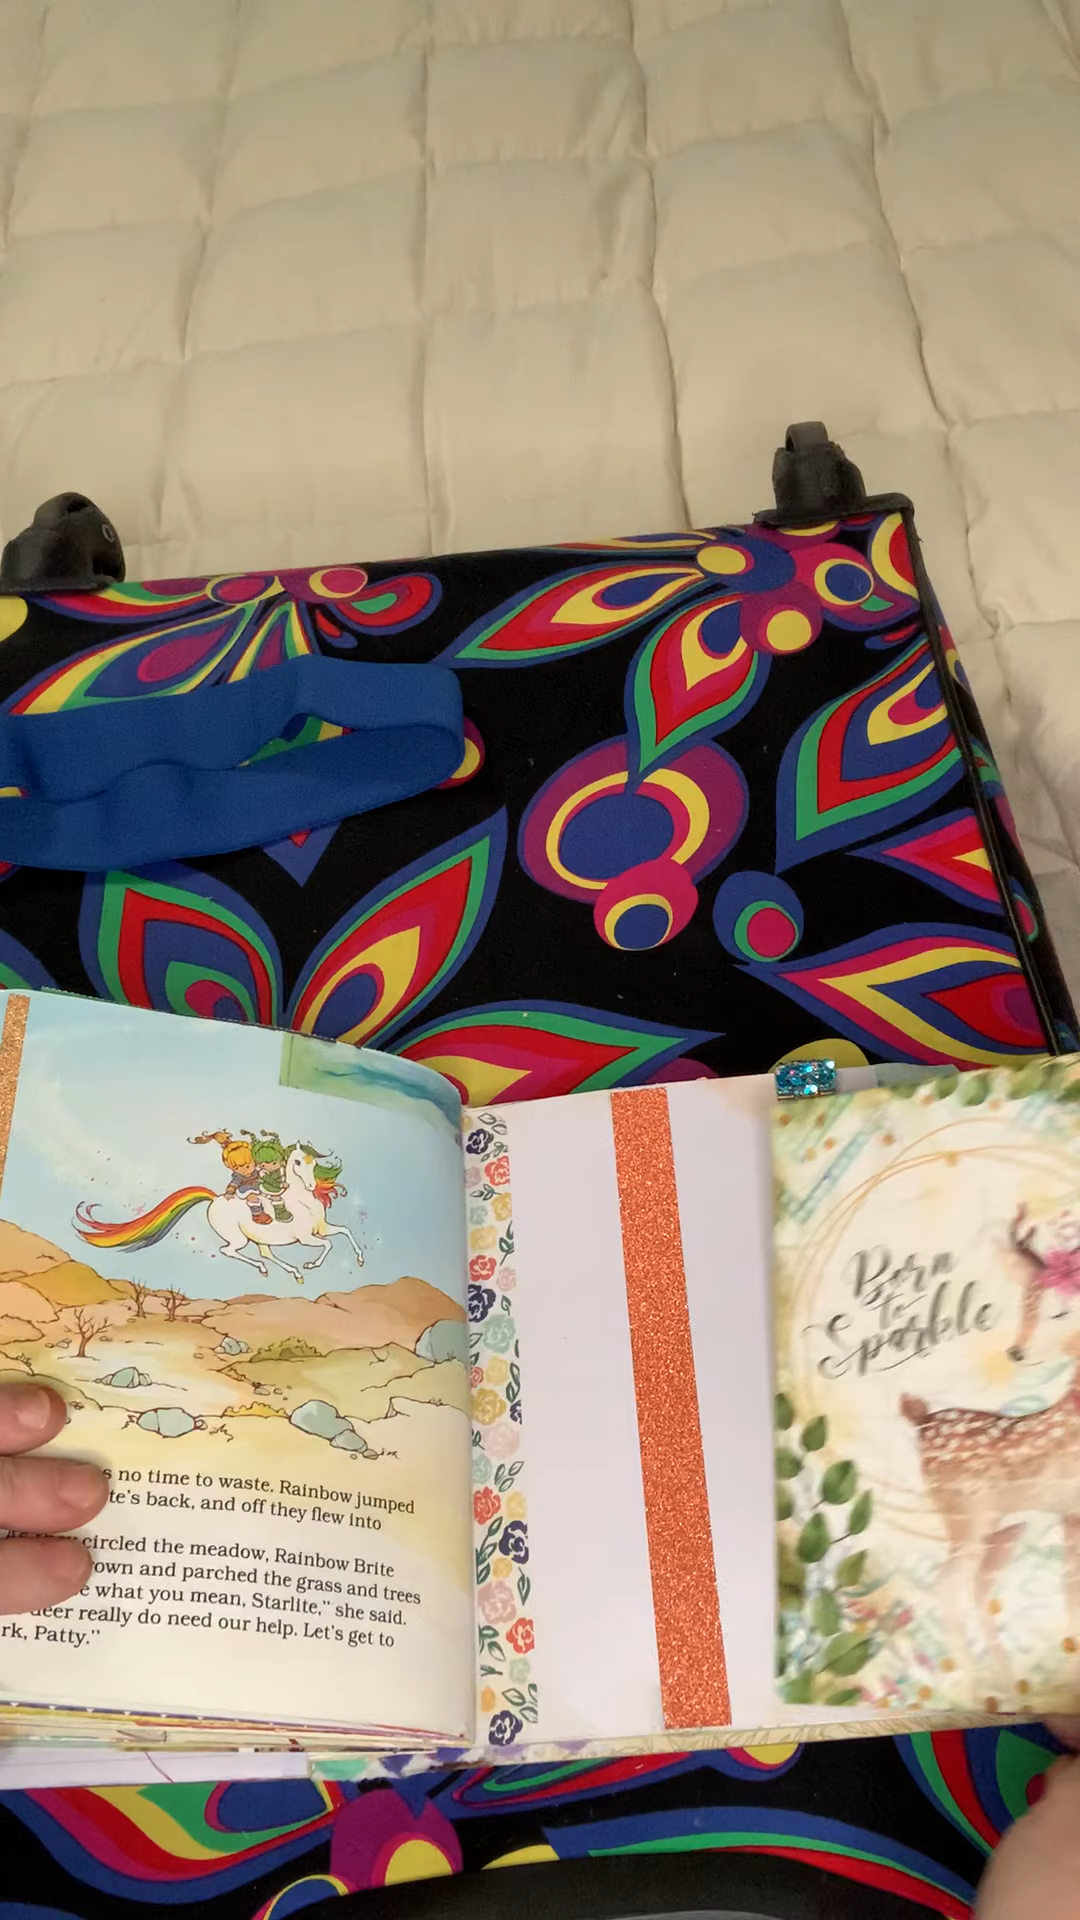 s no time to waste. Rainbow jumped
te's back, and off they flew into
As they circled the meadow, Rainbow Brite
own and parched the grass and trees
e what you mean, Starlite," she said.
deer really do need our help. Let's get to
rk, Patty."
Born
to
Sparkle